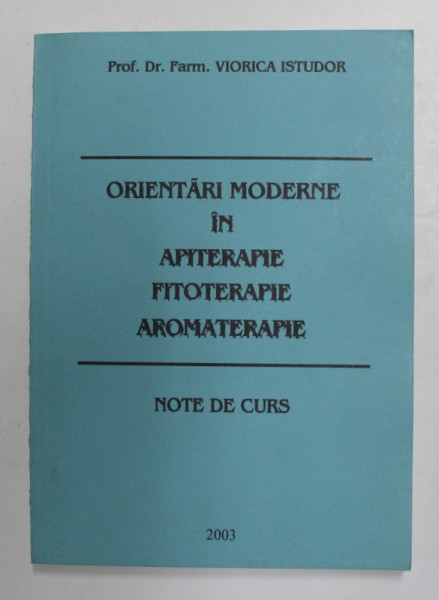 Prof. Dr. Farm. VIORICA ISTUDOR
ORIENTĂRI MODERNE
ÎN
APITERAPIE
FITOTERAPIE
AROMATERAPIE
NOTE DE CURS
2003